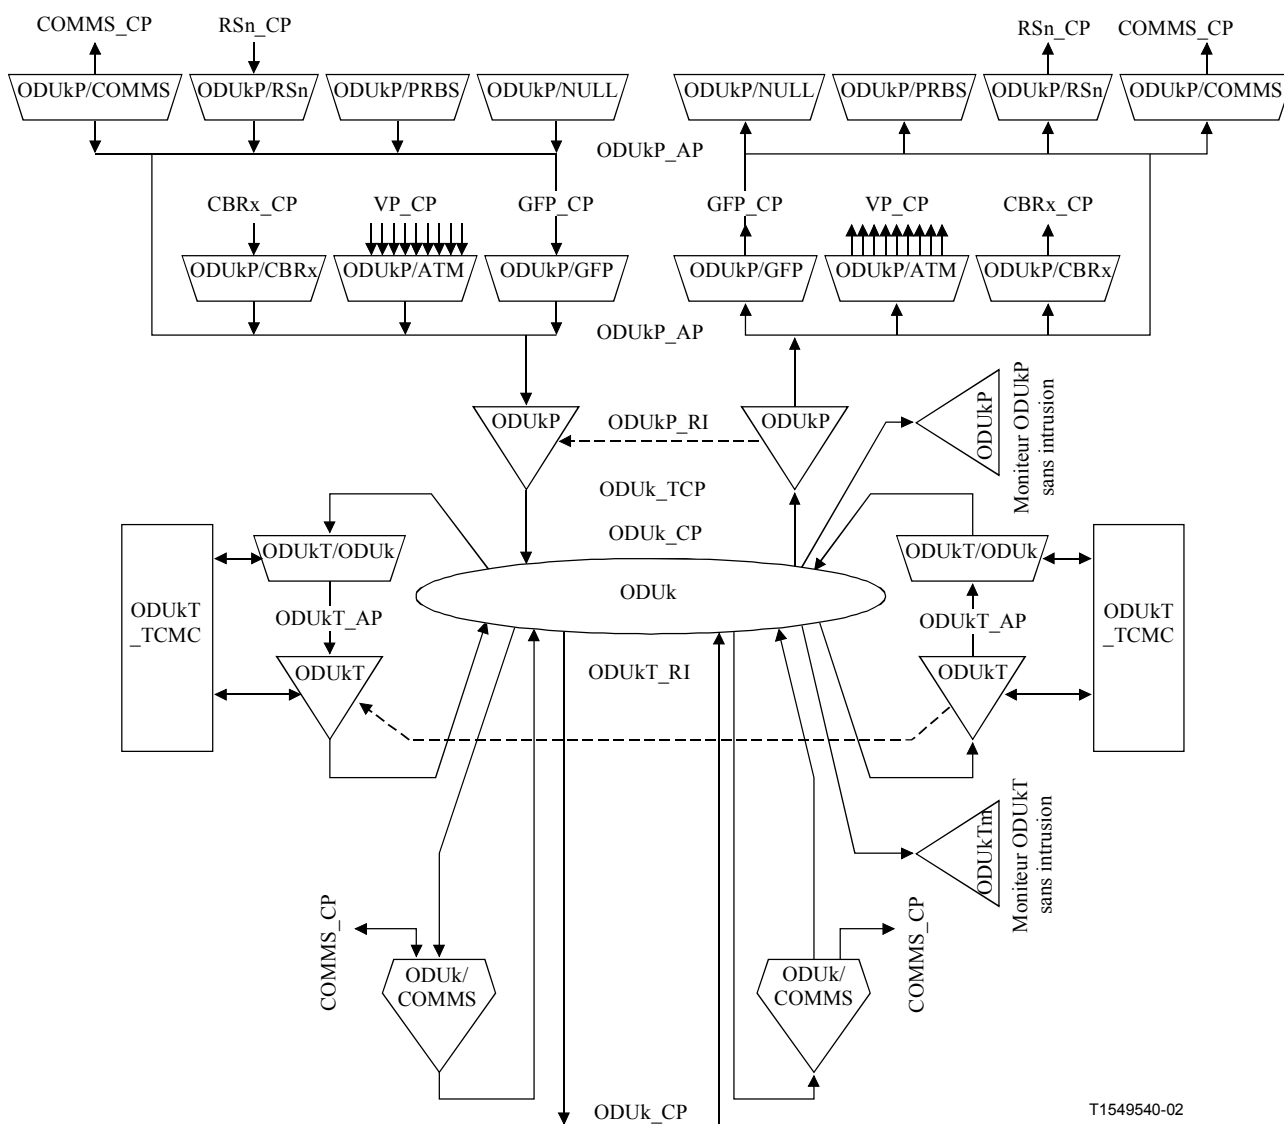 COMMS_CP
RSn_CP
RSn_CP
COMMS_CP
ODUkP/COMMS
ODUkP/RSn
ODUkP/PRBS
ODUkP/NULL
ODUkP/NULL
ODUkP/PRBS
ODUkP/RSn
ODUkP/COMMS
ODUkP_AP
CBRx_CP
VP_CP
GFP_CP
GFP_CP
VP_CP
CBRx_CP
ODUkP/CBRx
ODUkP/ATM
ODUkP/GFP
ODUkP/GFP
ODUkP/ATM
ODUkP/CBRx
ODUkP_AP
ODUkP
ODUkP_RI
ODUkP
ODUkP
Moniteur ODUkP
sans intrusion
ODUk_TCP
ODUk_CP
ODUkT/ODUk
ODUkT/ODUk
ODUk
ODUkT
_TCMC
ODUkT_AP
ODUkT_AP
ODUkT
_TCMC
ODUkT
ODUkT_RI
ODUkT
ODUkTm
Moniteur ODUkT
sans intrusion
COMMS_CP
ODUk/
COMMS
ODUk/
COMMS
COMMS_CP
ODUk_CP
T1549540-02